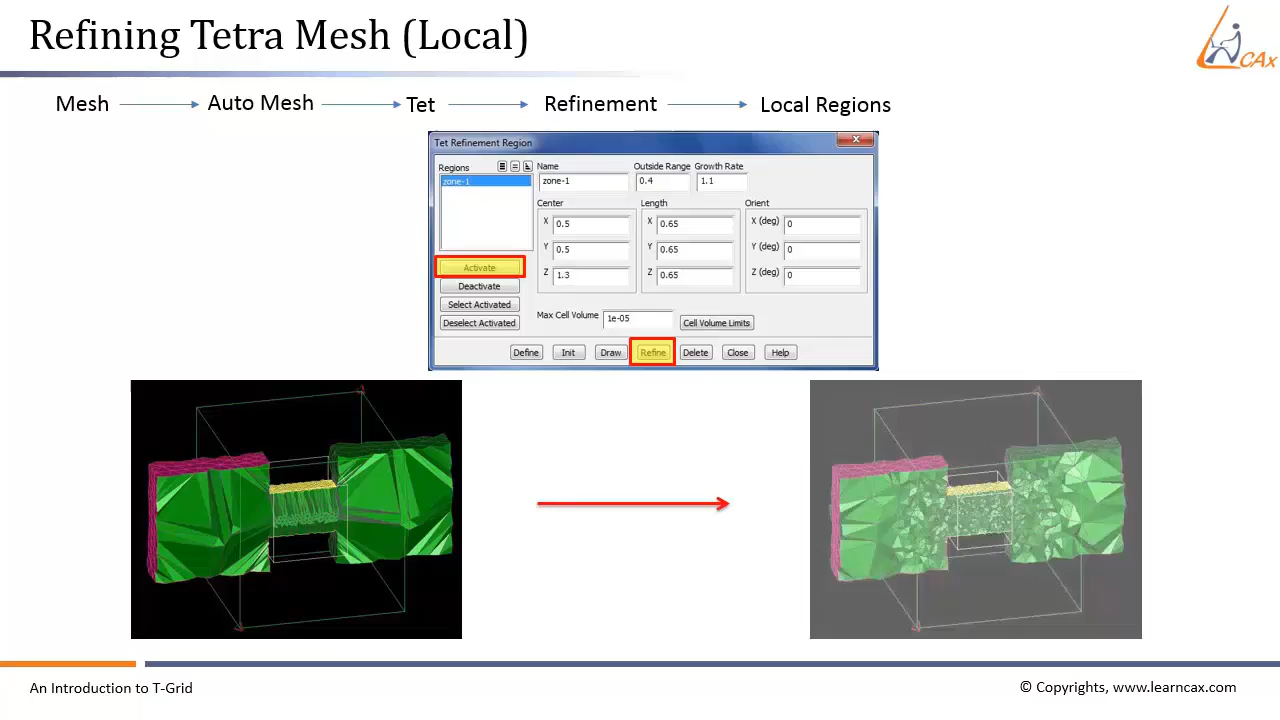 Refining Tetra Mesh (Local)
CAx
Mesh Auto Mesh Tet Refinement Local Regions
Tet Refinement Region
Regions Name Outside Range Growth Rate
zone-1 zone-1 0.4 1.1
Center Length Orient
X 0.5 X 0.65 X (deg) 0
Y 0.5 Y 0.65 Y (deg) 0
Z 1.3 Z 0.65 Z (deg) 0
Activate
Deactivate
Select Activated
Deselect Activated
Max Cell Volume 1e-05 Cell Volume Limits
Define Init Draw Refine Delete Close Help
An Introduction to T-Grid
© Copyrights, www.learncax.com